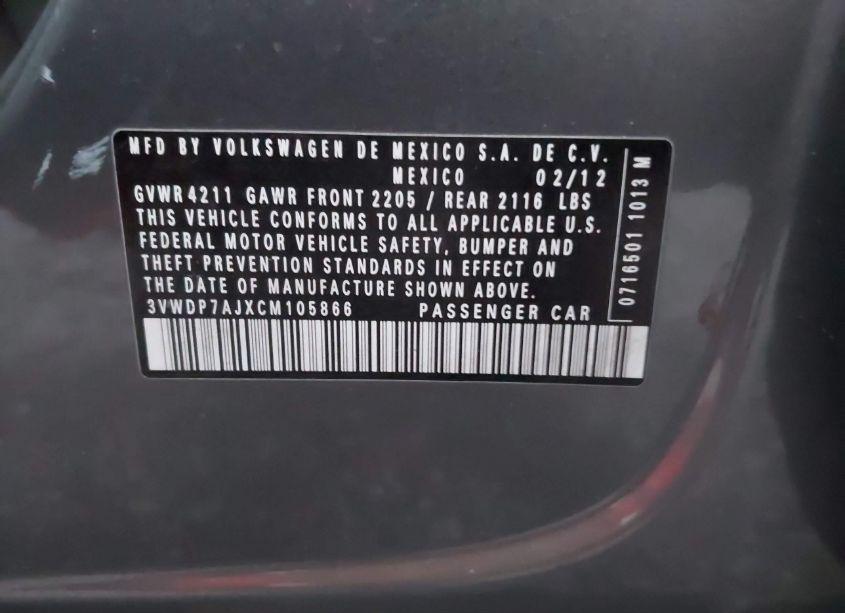 MFD BY VOLKSWAGEN DE MEXICO S.A. DE C.V.
MEXICO 02/12
GVWR 4211 GAWR FRONT 2205 / REAR 2116 LBS
THIS VEHICLE CONFORMS TO ALL APPLICABLE U.S.
FEDERAL MOTOR VEHICLE SAFETY, BUMPER AND
THEFT PREVENTION STANDARDS IN EFFECT ON
THE DATE OF MANUFACTURE SHOWN ABOVE.
3VWDP7AJXCM105866 PASSENGER CAR
0716501 1013 M